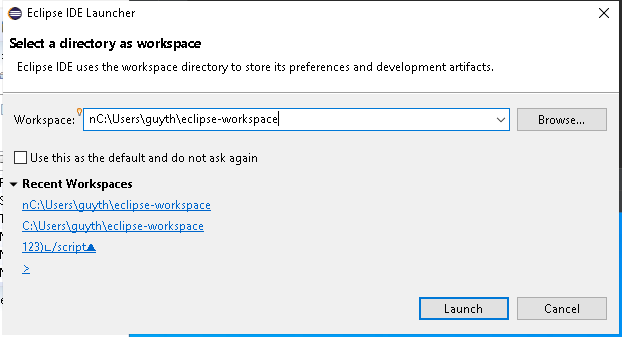 Eclipse IDE Launcher
Select a directory as workspace
Eclipse IDE uses the workspace directory to store its preferences and development artifacts.
Workspace: nC:\Users\guyth\eclipse-workspace Browse...
Use this as the default and do not ask again
Recent Workspaces
nC:\Users\guyth\eclipse-workspace
C:\Users\guyth\eclipse-workspace
123)ㄴ/script▲
>
Launch Cancel